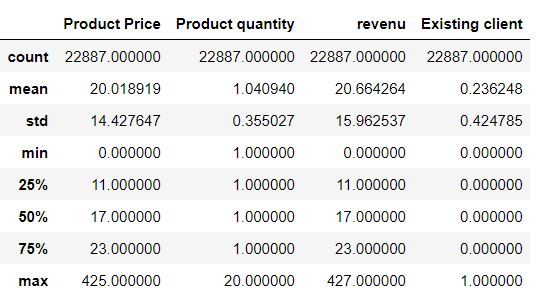 Product Price Product quantity revenu Existing client
count 22887.000000 22887.000000 22887.000000 22887.000000
mean 20.018919 1.040940 20.664264 0.236248
std 14.427647 0.355027 15.962537 0.424785
min 0.000000 1.000000 0.000000 0.000000
25% 11.000000 1.000000 11.000000 0.000000
50% 17.000000 1.000000 17.000000 0.000000
75% 23.000000 1.000000 23.000000 0.000000
max 425.000000 20.000000 427.000000 1.000000